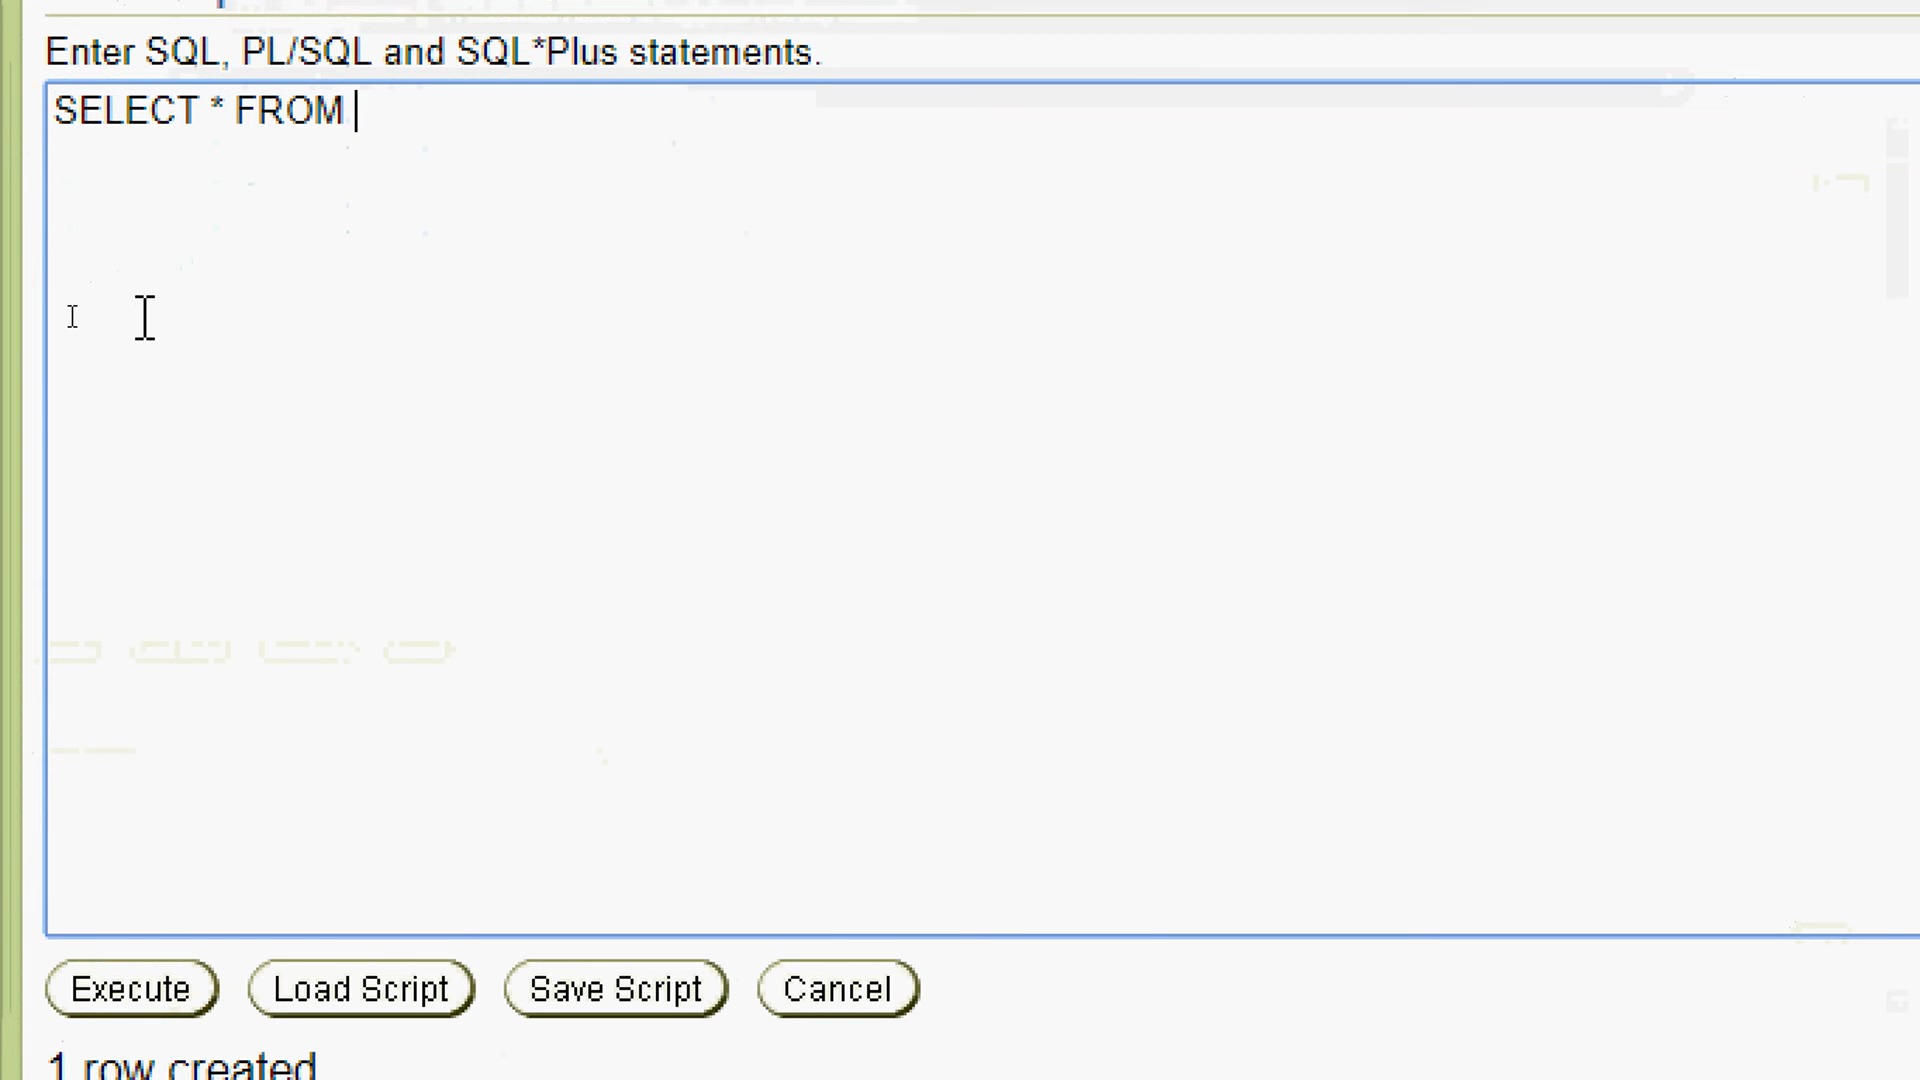 Enter SQL, PL/SQL and SQL*Plus statements.
SELECT * FROM
Execute
Load Script
Save Script
Cancel
1 row created